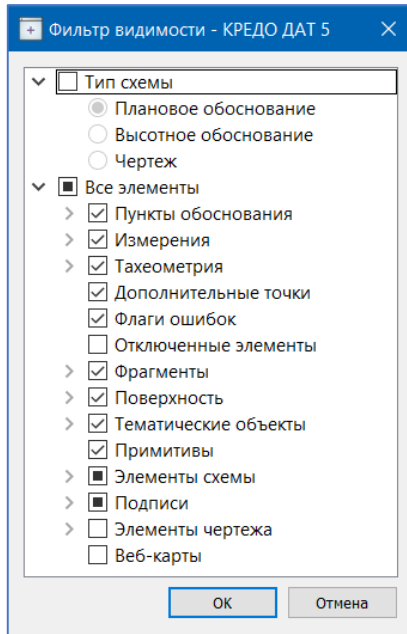 Фильтр видимости - КРЕДО ДАТ 5
Тип схемы
Плановое обоснование
Высотное обоснование
Чертеж
Все элементы
Пункты обоснования
Измерения
Тахеометрия
Дополнительные точки
Флаги ошибок
Отключенные элементы
Фрагменты
Поверхность
Тематические объекты
Примитивы
Элементы схемы
Подписи
Элементы чертежа
Веб-карты
ОК Отмена